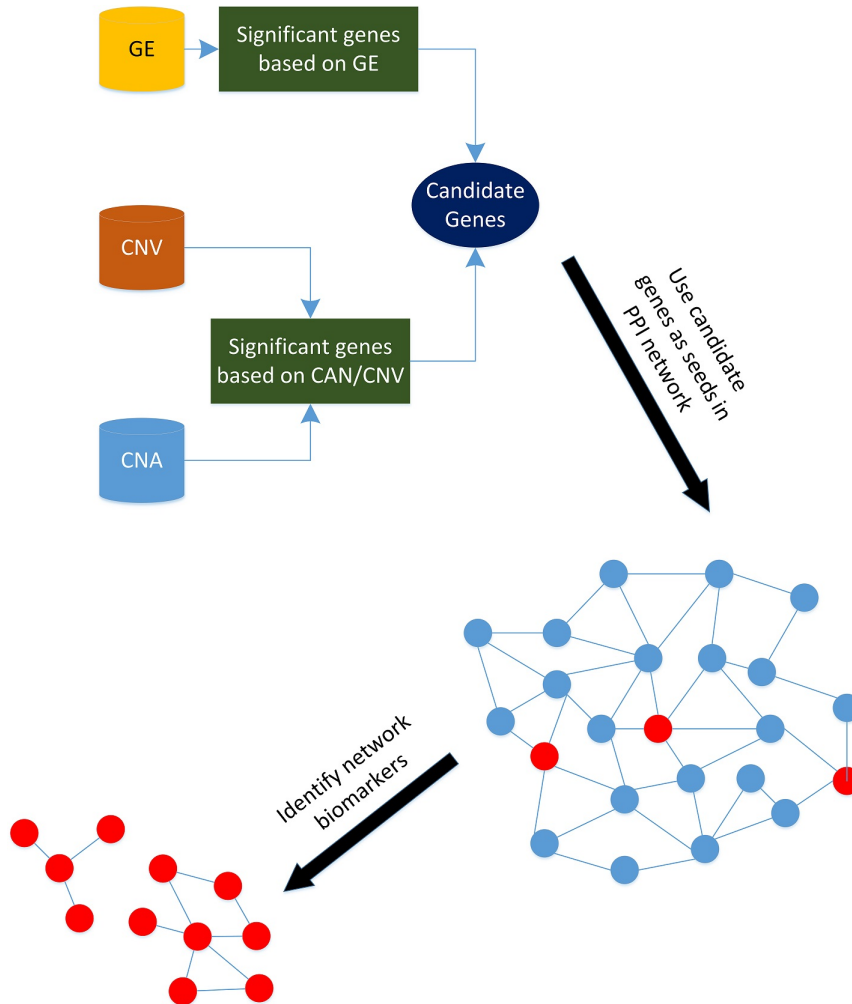 GE
Significant genes
based on GE
Candidate
Genes
CNV
Significant genes
based on CAN/CNV
CNA
Use candidate
genes as seeds in
PPI network
Identify network
biomarkers